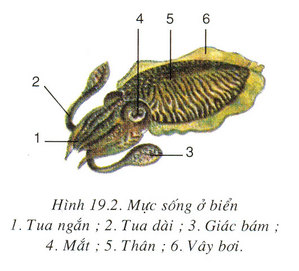 4 5 6
2
1
3
Hình 19.2. Mực sống ở biển
1. Tua ngắn ; 2. Tua dài ; 3. Giác bám ;
4. Mắt ; 5. Thân ; 6. Vây bơi.